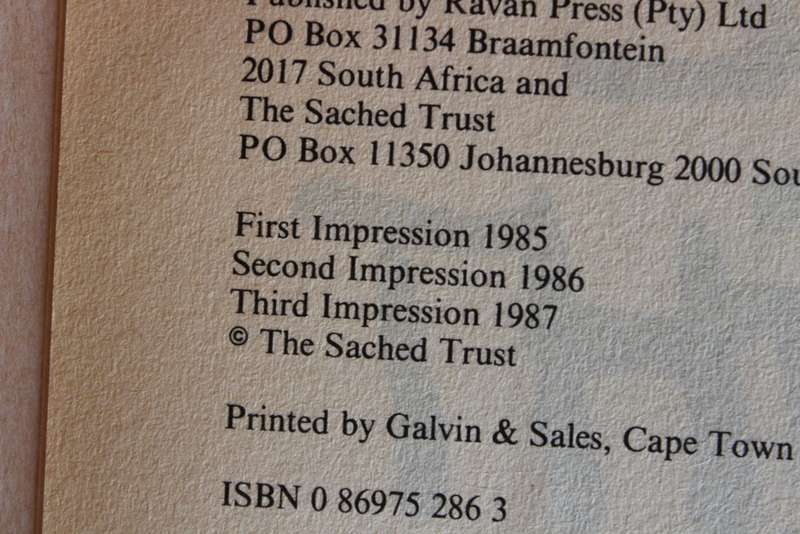 Published by Ravan Press (Pty) Ltd
PO Box 31134 Braamfontein
2017 South Africa and
The Sached Trust
PO Box 11350 Johannesburg 2000
First Impression 1985
Second Impression 1986
Third Impression 1987
© The Sached Trust
Printed by Galvin & Sales, Cape Town
ISBN 0 86975 286 3